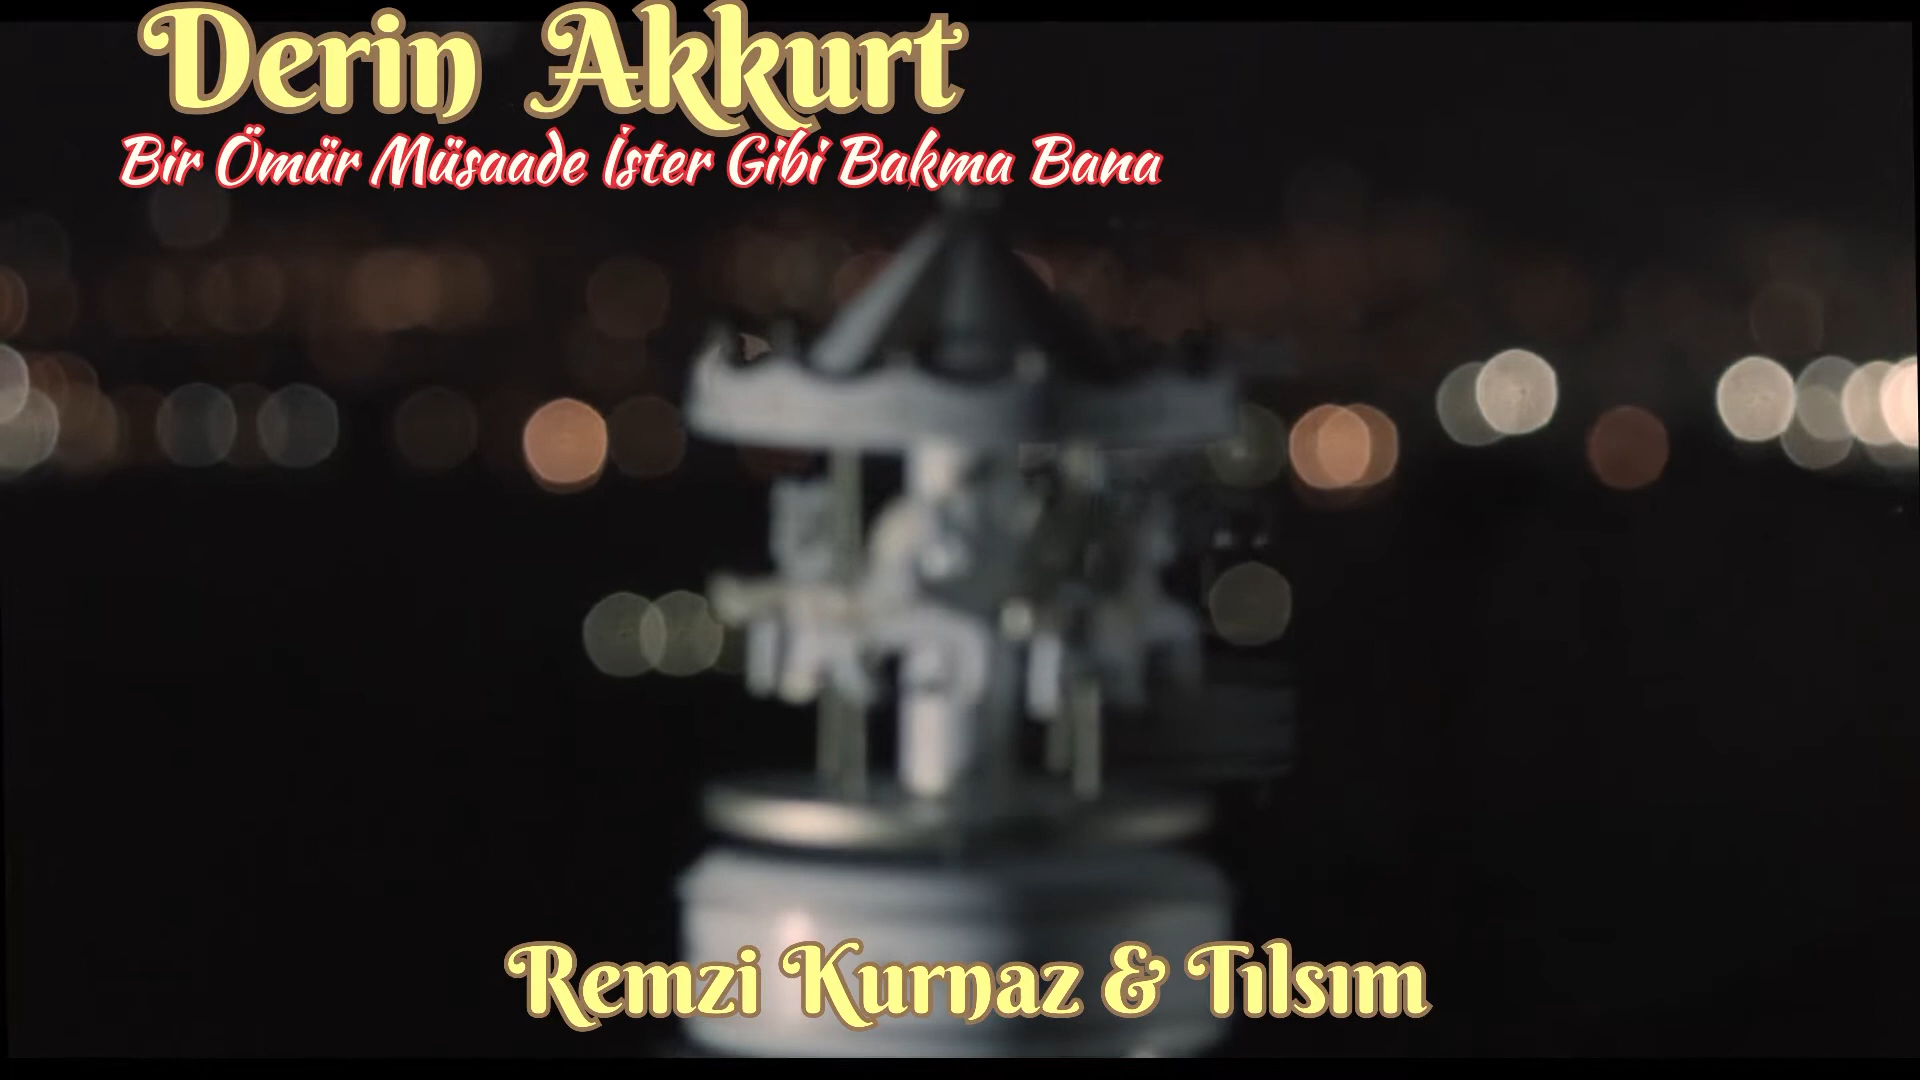 Derin Akkurt
Bir Ömür Müsaade İster Gibi Bakma Bana
Remzi Kurnaz & Tılsım